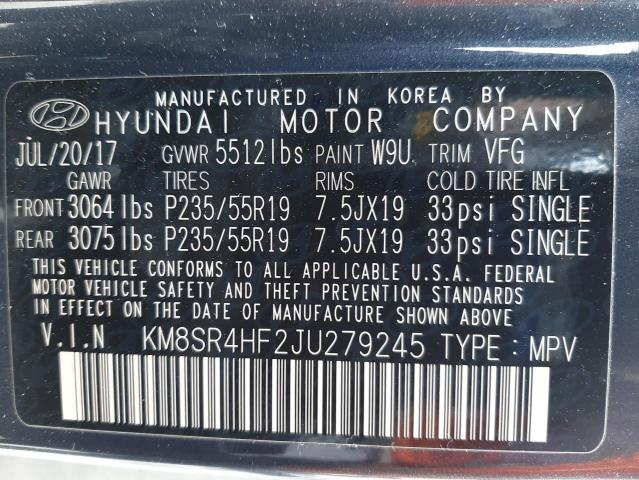 MANUFACTURED IN KOREA BY
HYUNDAI MOTOR COMPANY
JUL/20/17 GVWR 5512lbs PAINT W9U TRIM VFG
GAWR TIRES RIMS COLD TIRE INFL
FRONT 3064lbs P235/55R19 7.5JX19 33psi SINGLE
REAR 3075lbs P235/55R19 7.5JX19 33psi SINGLE
THIS VEHICLE CONFORMS TO ALL APPLICABLE U.S.A. FEDERAL
MOTOR VEHICLE SAFETY AND THEFT PREVENTION STANDARDS
IN EFFECT ON THE DATE OF MANUFACTURE SHOWN ABOVE.
V.I.N KM8SR4HF2JU279245 TYPE : MPV